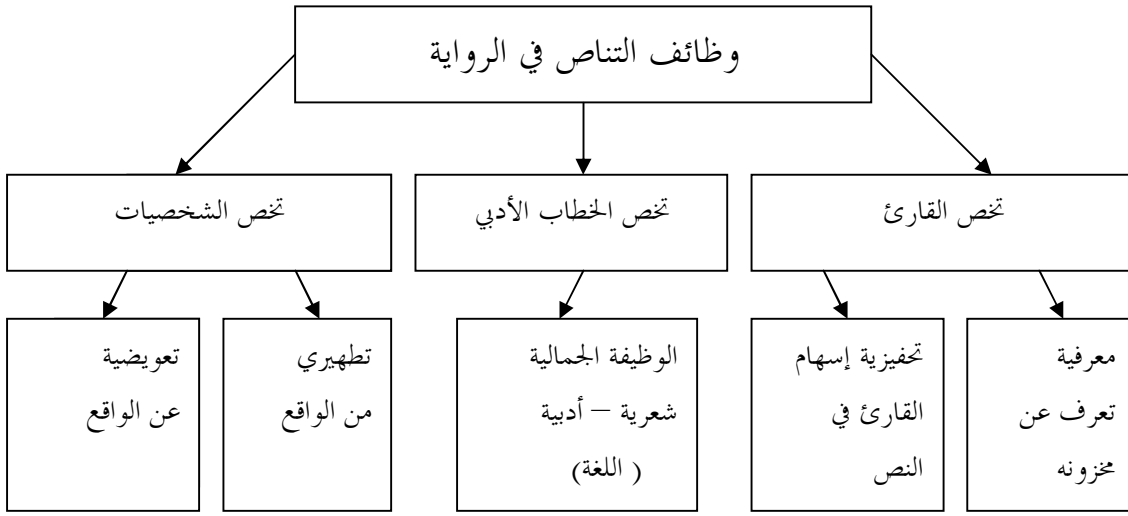 وظائف التناص في الرواية
تخص القارئ
تخص الخطاب الأدبي
تخص الشخصيات
معرفية
تعرف عن
مخزونه
تحفيزية إسهام
القارئ في
النص
الوظيفة الجمالية
شعرية – أدبية
( اللغة)
تطهيري
من الواقع
تعويضية
عن الواقع